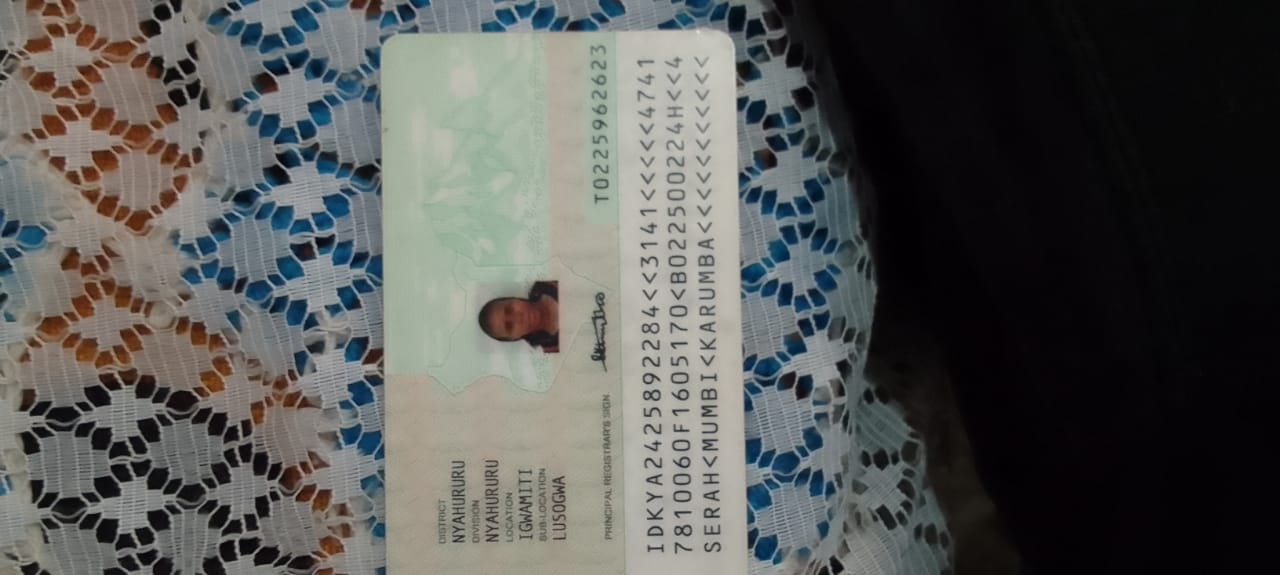 DISTRICT
NYAHURURU
DIVISION
NYAHURURU
LOCATION
IGWAMITI
SUB-LOCATION
LUSOGWA
PRINCIPAL REGISTRAR'S SIGN.
T0225962623
IDKYA2425892284<<3141<<<<<4741
7810060F1605170<B022500224H<<4
SERAH<MUMBI<KARUMBA<<<<<<<<<<<